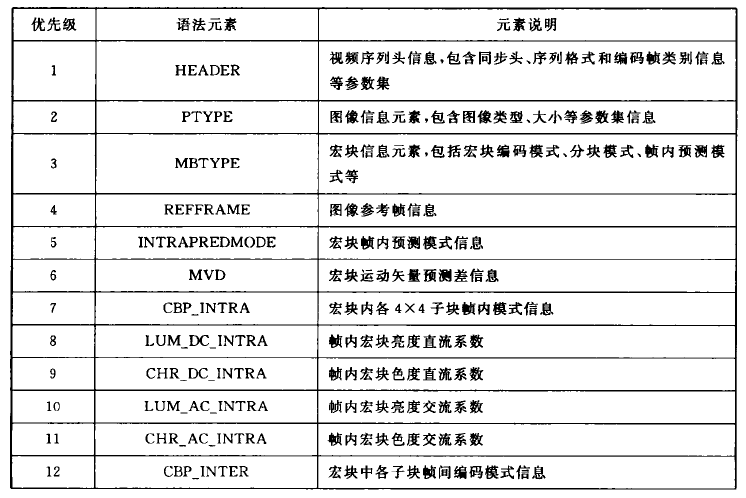 优先级 语法元素 元素说明
1 HEADER 视频序列头信息,包含同步头、序列格式和编码帧类别信息
等参数集
2 PTYPE 图像信息元素,包含图像类型、大小等参数集信息
3 MBTYPE 宏块信息元素,包括宏块编码模式、分块模式、帧内预测模
式等
4 REFFRAME 图像参考帧信息
5 INTRAPREDMODE 宏块帧内预测模式信息
6 MVD 宏块运动矢量预测差信息
7 CBP_INTRA 宏块内各 4×4 子块帧内模式信息
8 LUM_DC_INTRA 帧内宏块亮度直流系数
9 CHR_DC_INTRA 帧内宏块色度直流系数
10 LUM_AC_INTRA 帧内宏块亮度交流系数
11 CHR_AC_INTRA 帧内宏块色度交流系数
12 CBP_INTER 宏块中各子块帧间编码模式信息